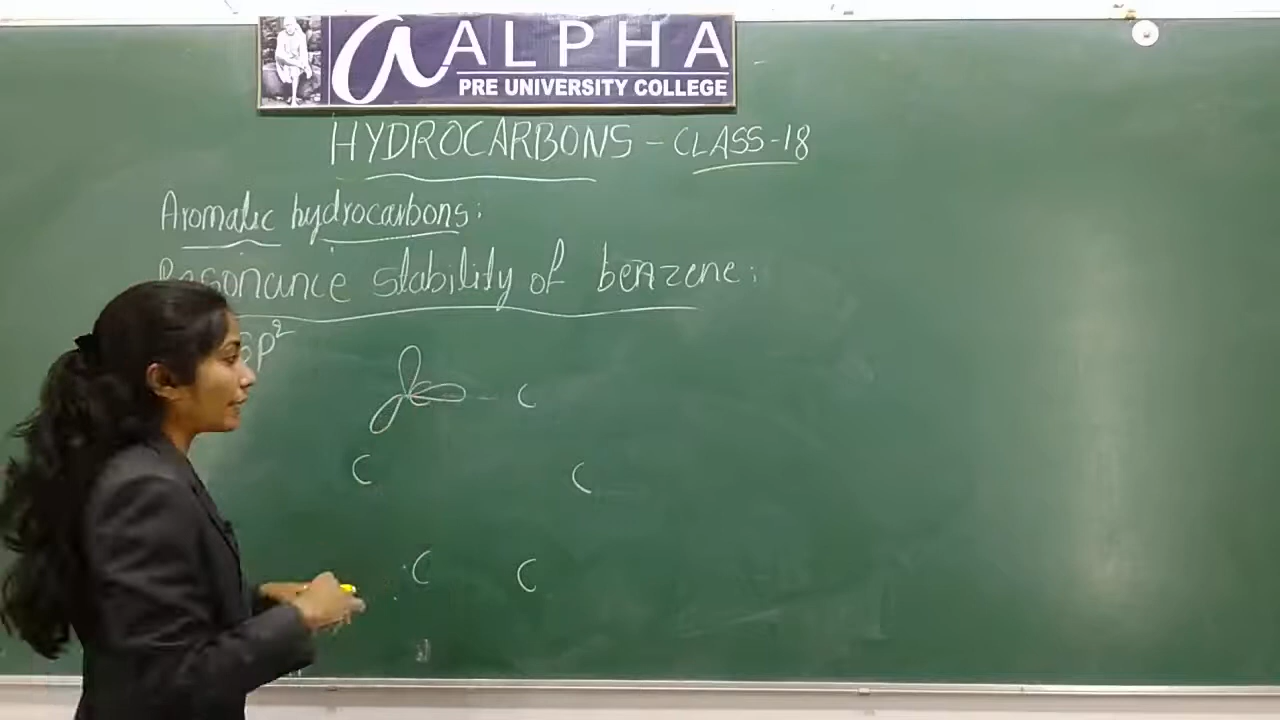 a ALPHA
PRE UNIVERSITY COLLEGE
HYDROCARBONS - CLASS-18
Aromatic hydrocarbons:
Resonance stability of benzene:
sp²
C C
C C
C C